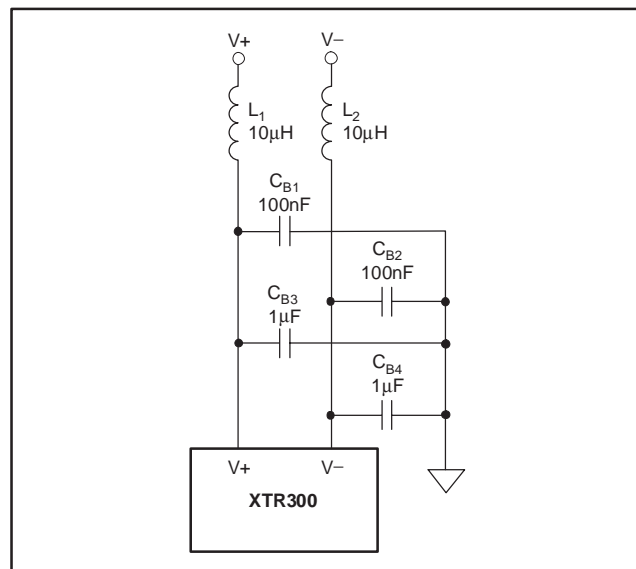 V+ V−
L1
10μH
L2
10μH
CB1
100nF
CB2
100nF
CB3
1μF
CB4
1μF
V+ V−
XTR300